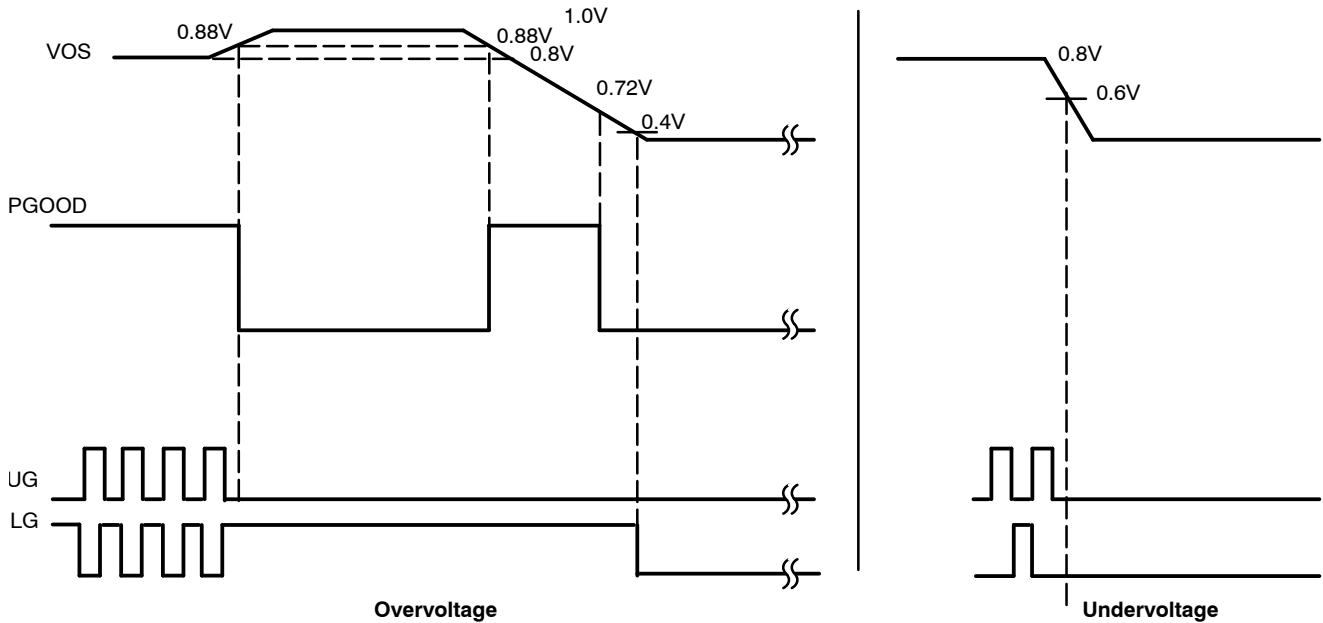 1.0V
0.88V
0.88V
VOS
0.8V
0.8V
0.72V
0.6V
0.4V
PGOOD
UG
LG
Overvoltage
Undervoltage